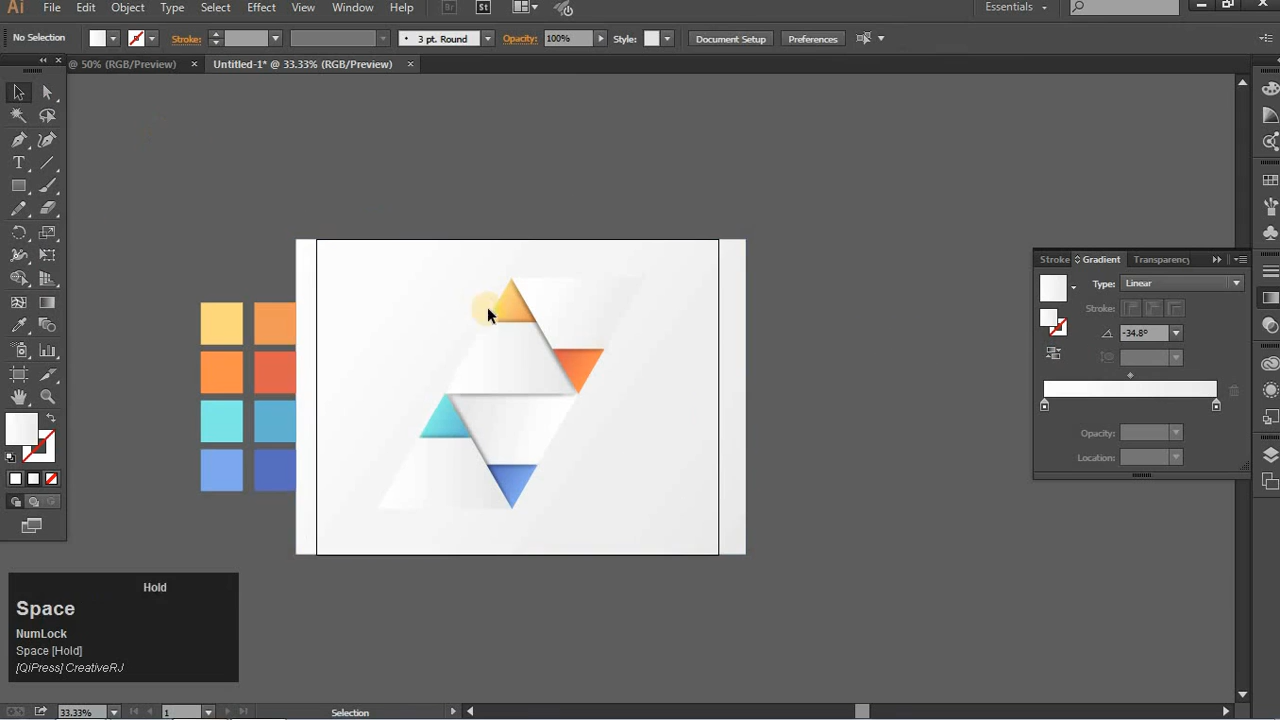 Ai File Edit Object Type Select Effect View Window Help Br St Essentials
No Selection Stroke: 3 pt. Round Opacity: 100% Style: Document Setup Preferences
@ 50% (RGB/Preview) × Untitled-1* @ 33.33% (RGB/Preview) ×
Stroke Gradient Transparency
Type: Linear
Stroke:
-34.8°
Opacity:
Location:
Hold
Space
NumLock
Space [Hold]
[QiPress] CreativeRJ
33.33% 1 Selection